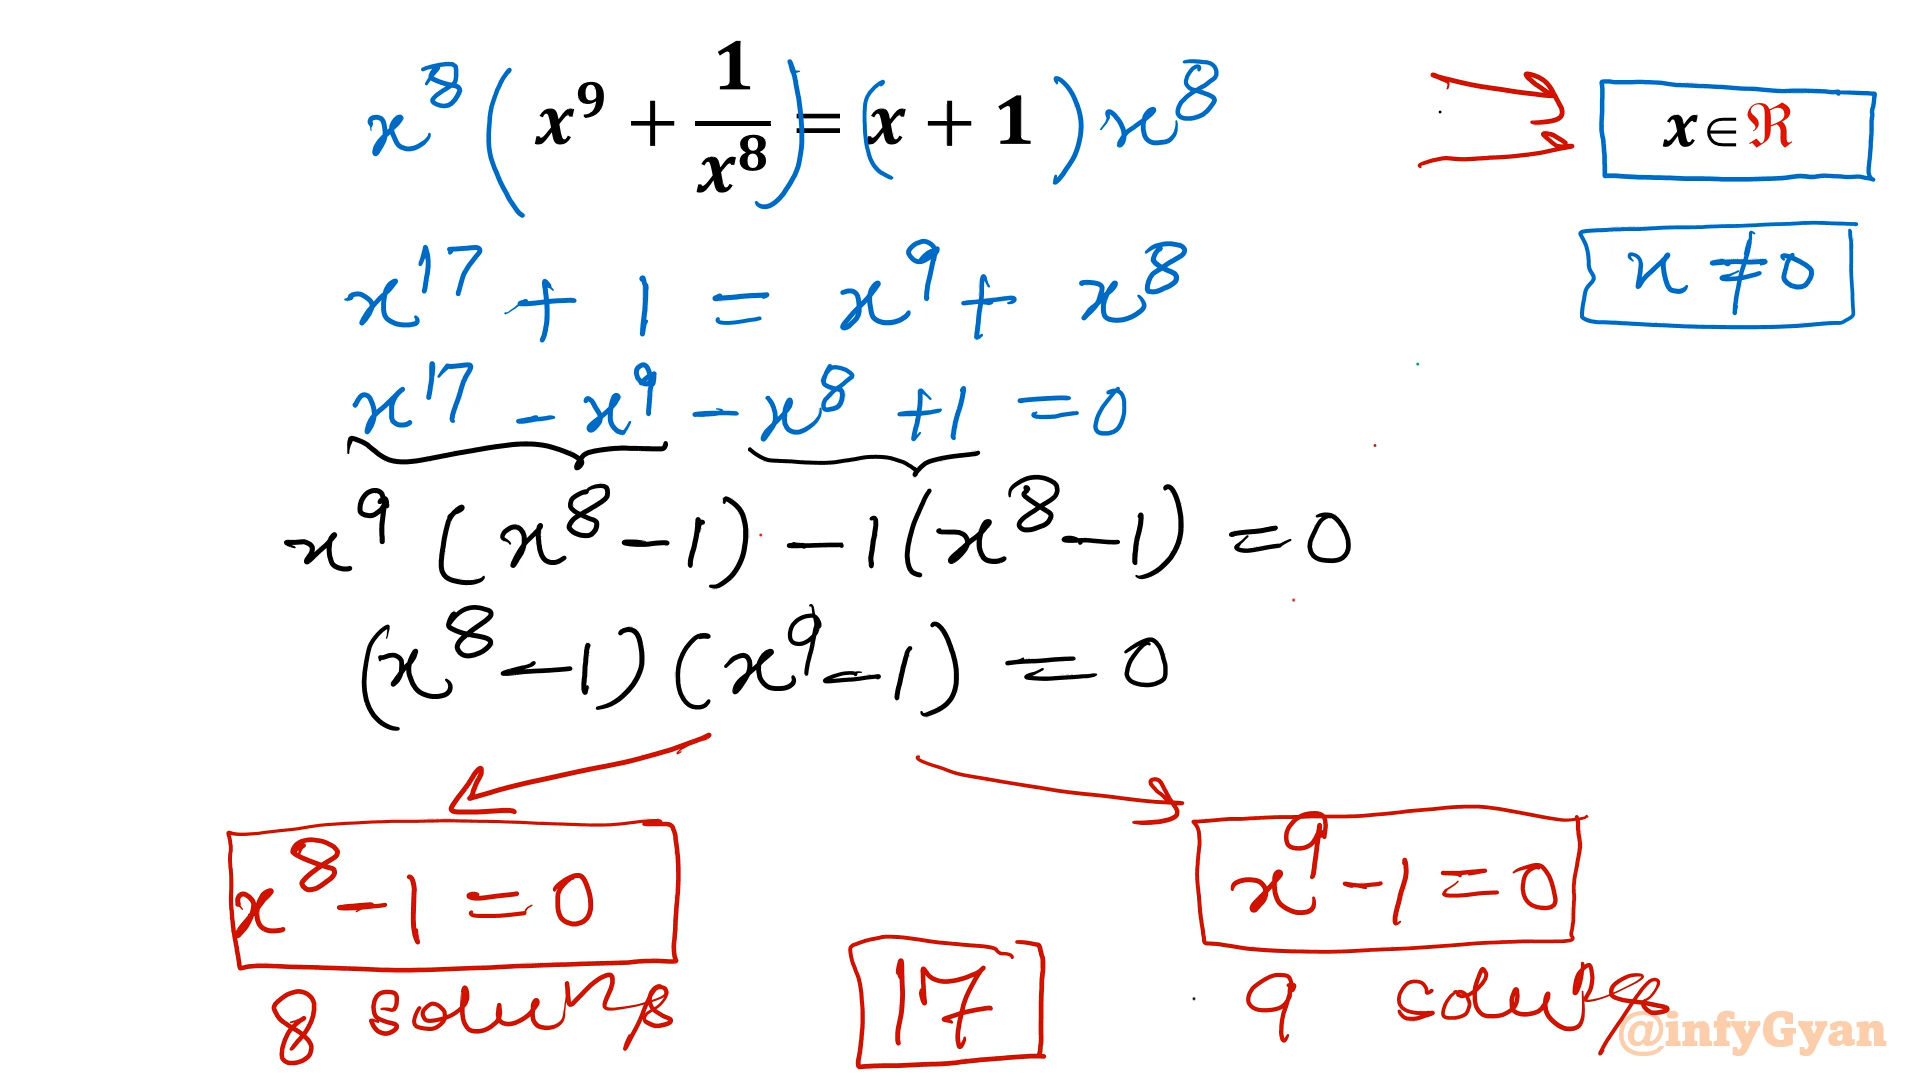 x⁸ ( x⁹ + 1/x⁸ ) = ( x + 1 ) x⁸
x∈ℜ
x ≠ 0
x¹⁷ + 1 = x⁹ + x⁸
x¹⁷ - x⁹ - x⁸ + 1 = 0
x⁹ (x⁸ - 1) - 1 (x⁸ - 1) = 0
(x⁸ - 1) (x⁹ - 1) = 0
x⁸ - 1 = 0
x⁹ - 1 = 0
8 soluⁿs
17
9 soluⁿs
@infyGyan